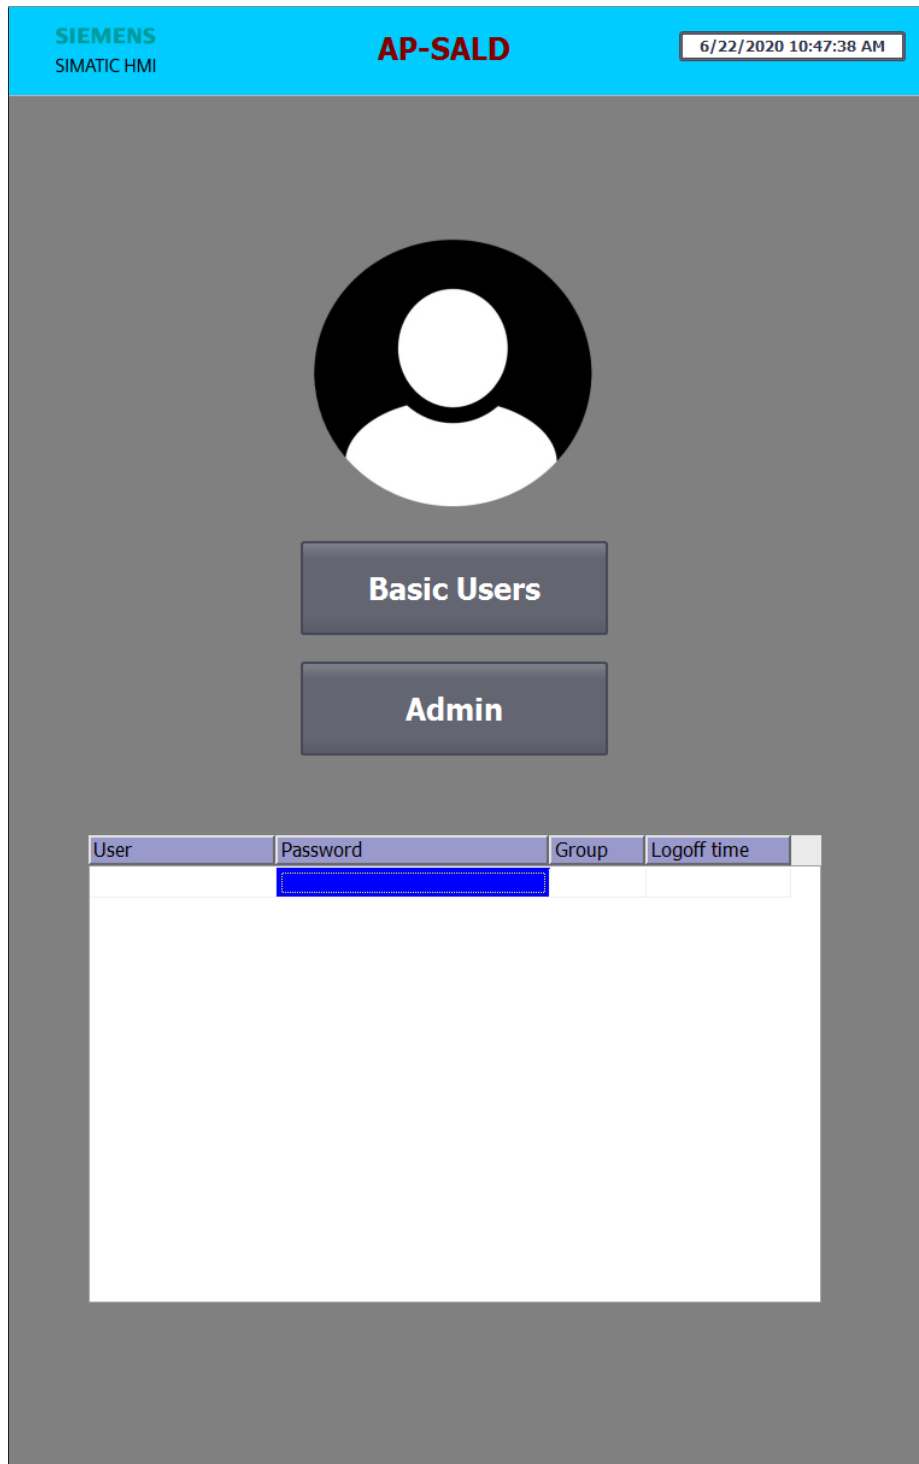 SIEMENS
SIMATIC HMI
AP-SALD
6/22/2020 10:47:38 AM
Basic Users
Admin
User Password Group Logoff time